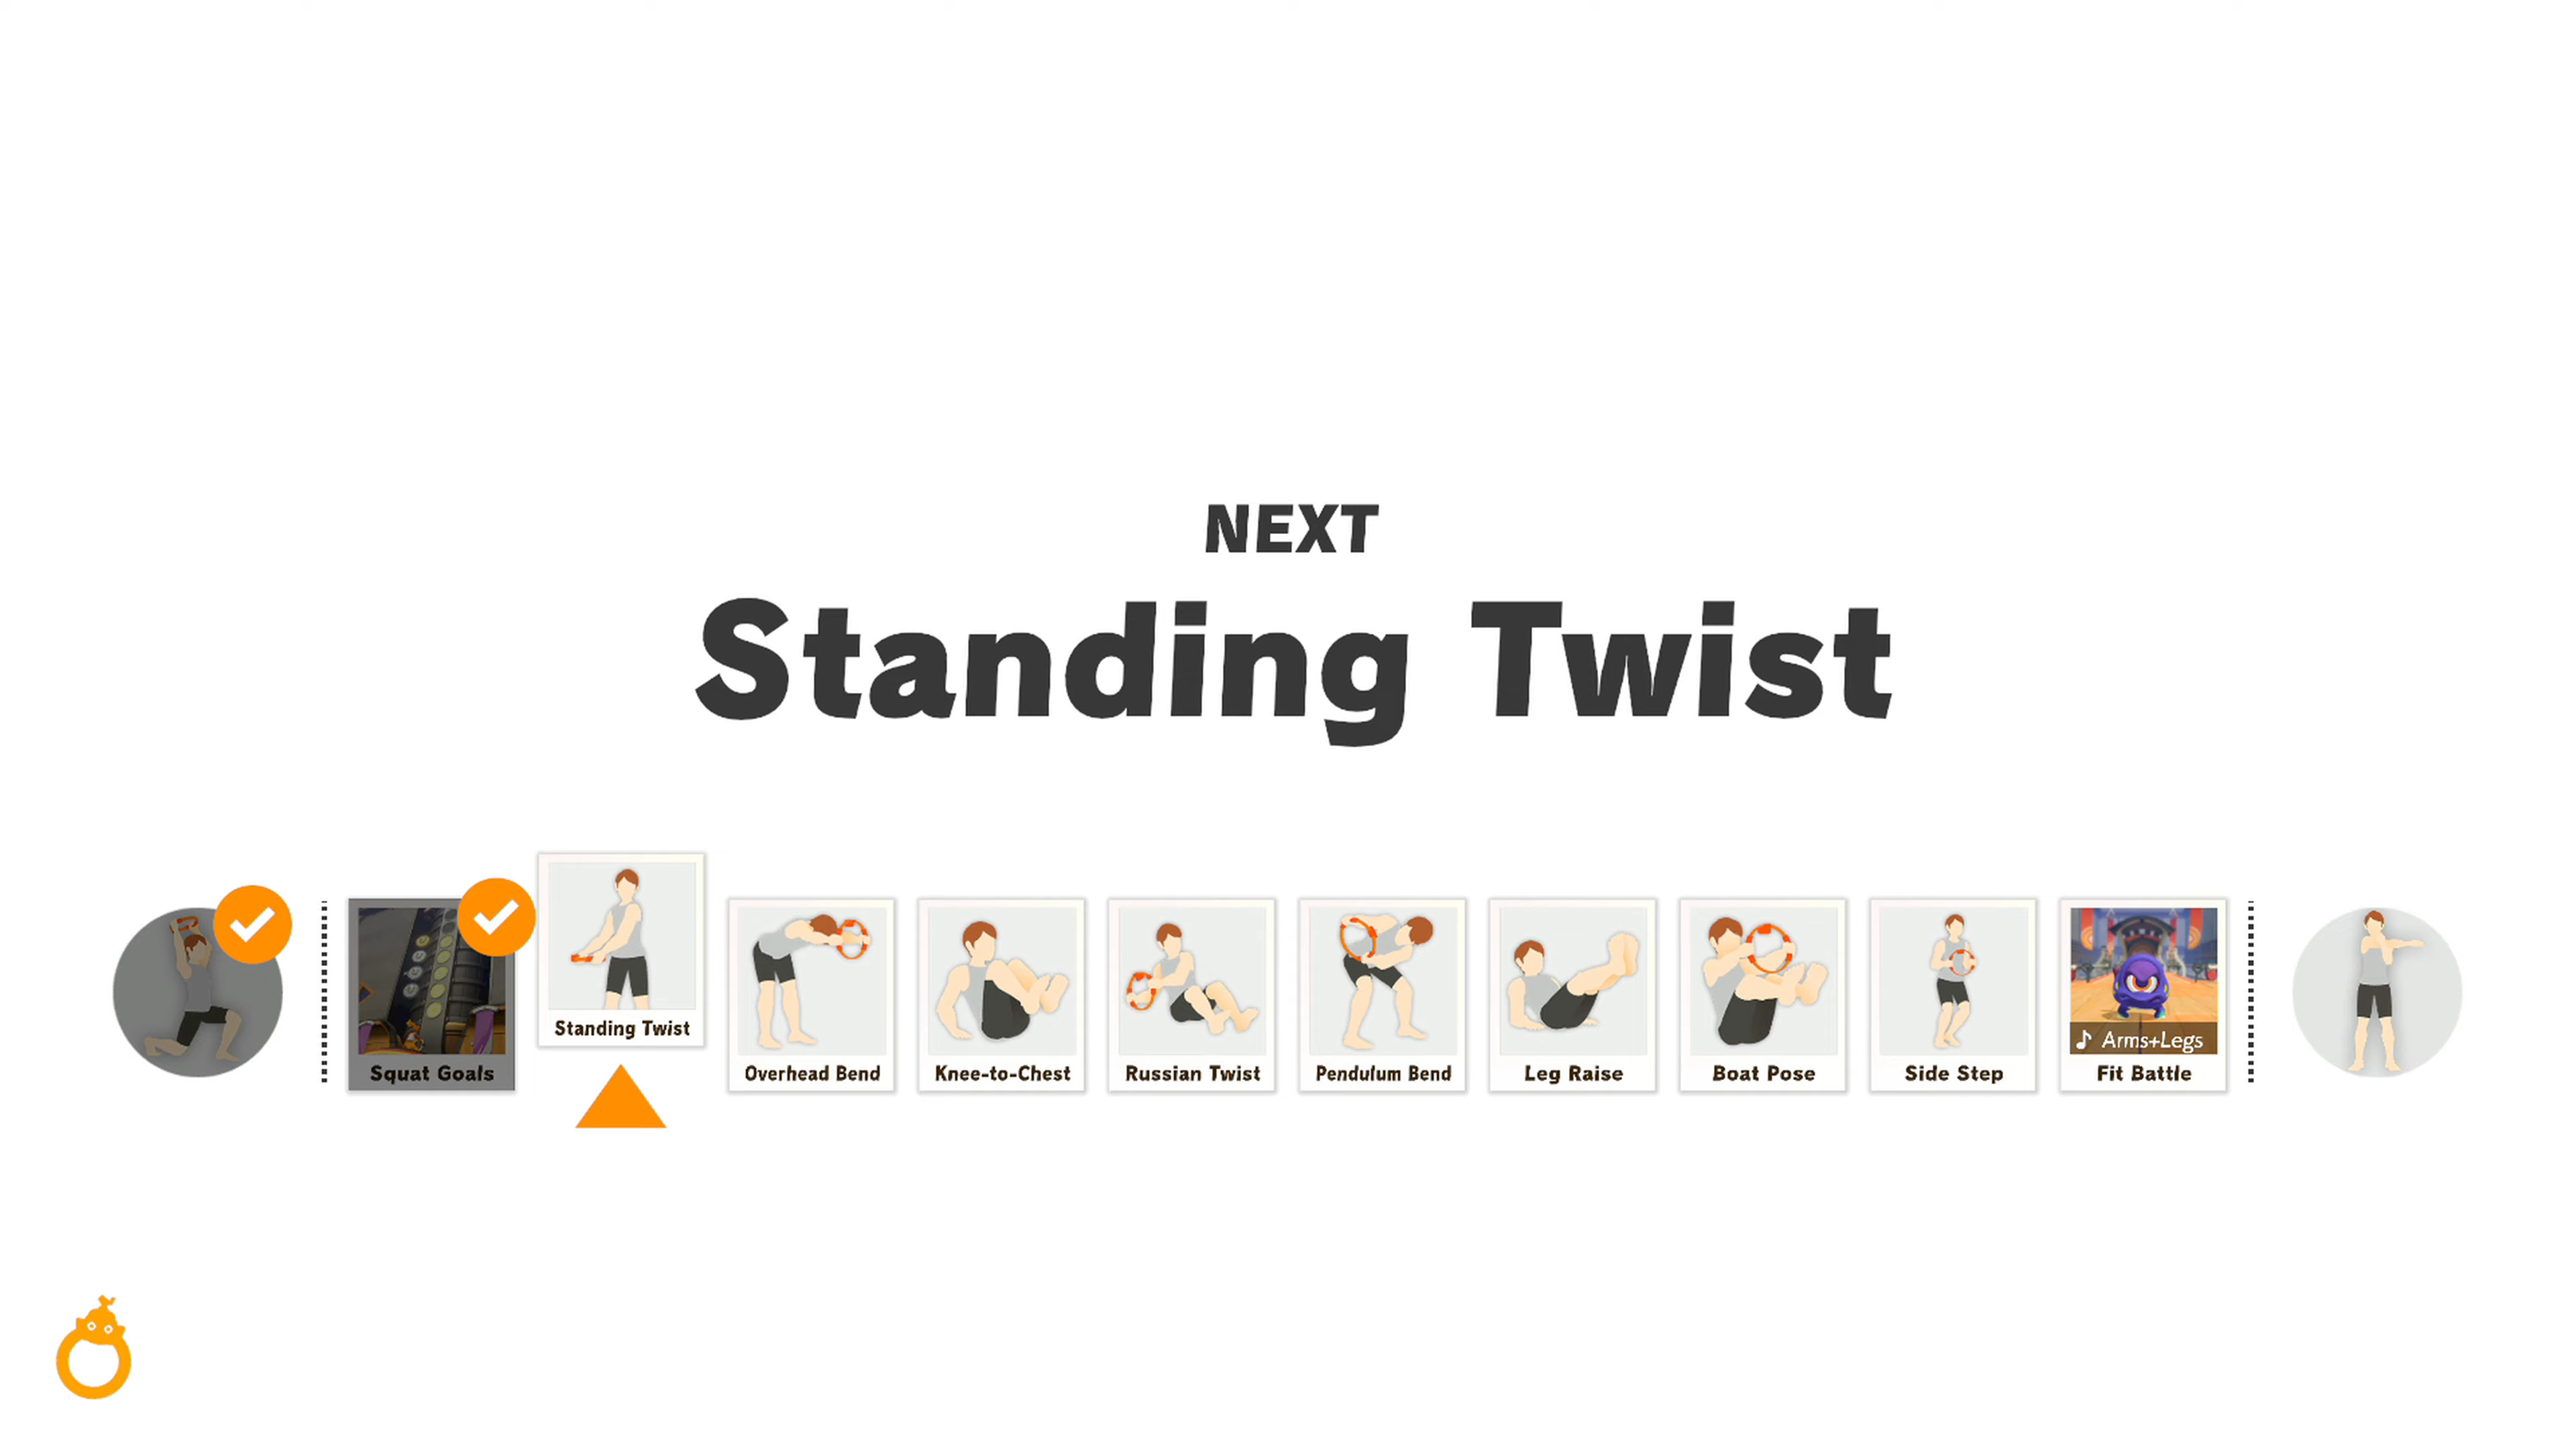 NEXT
Standing Twist
Squat Goals
Standing Twist
Overhead Bend
Knee-to-Chest
Russian Twist
Pendulum Bend
Leg Raise
Boat Pose
Side Step
Arms+Legs
Fit Battle